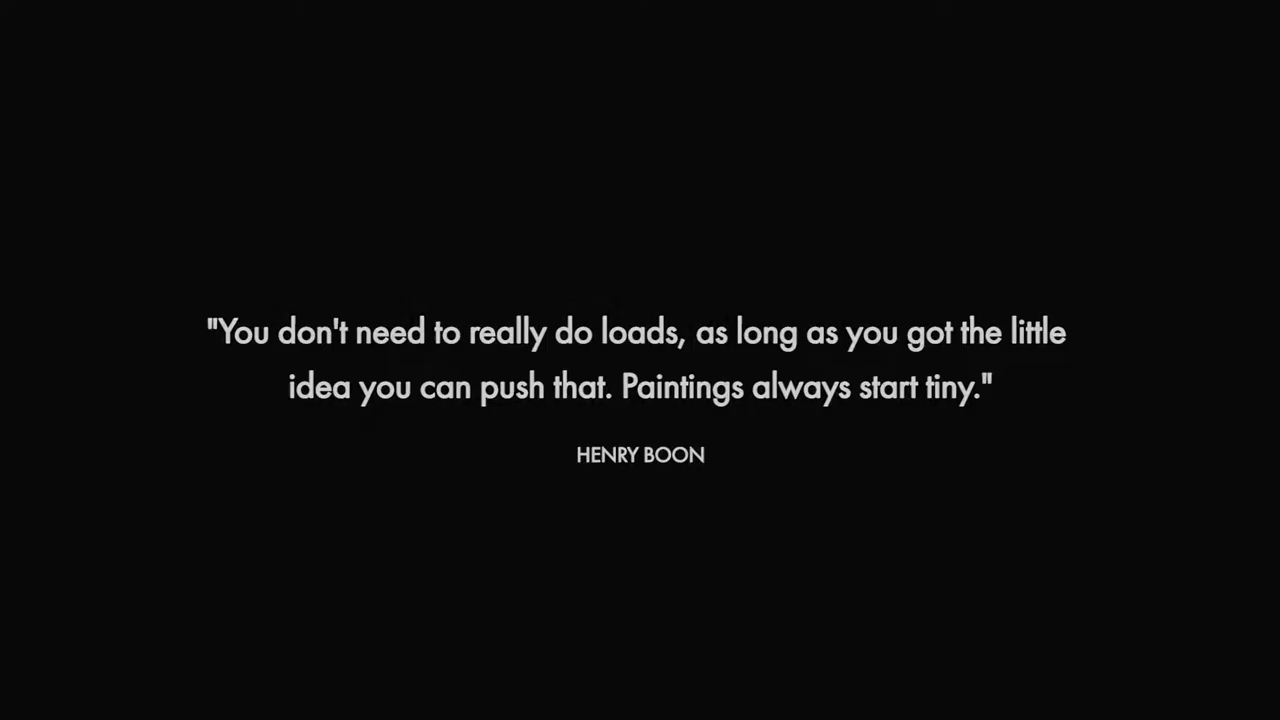 "You don't need to really do loads, as long as you got the little
idea you can push that. Paintings always start tiny."
HENRY BOON